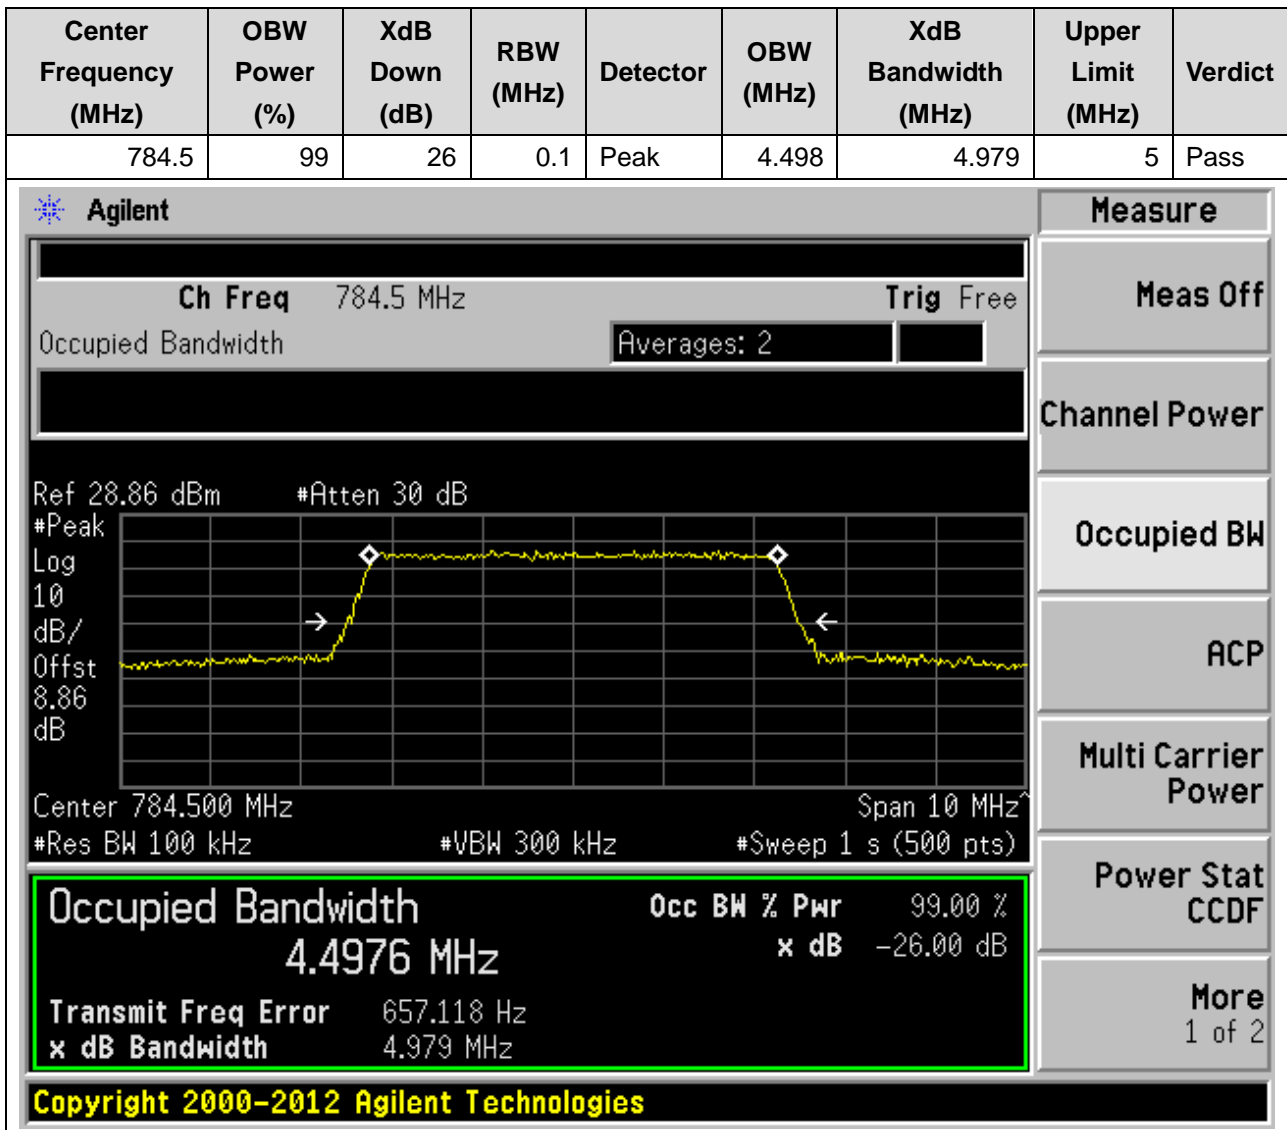 Center Frequency (MHz) OBW Power (%) XdB Down (dB) RBW (MHz) Detector OBW (MHz) XdB Bandwidth (MHz) Upper Limit (MHz) Verdict
784.5 99 26 0.1 Peak 4.498 4.979 5 Pass
Agilent
Measure
Ch Freq 784.5 MHz Trig Free
Meas Off
Occupied Bandwidth Averages: 2
Channel Power
Ref 28.86 dBm #Atten 30 dB
#Peak
Log
10
dB/
Offst
8.86
dB
Occupied BW
ACP
Multi Carrier
Power
Center 784.500 MHz Span 10 MHz^
#Res BW 100 kHz #VBW 300 kHz #Sweep 1 s (500 pts)
Occupied Bandwidth Occ BW % Pwr 99.00 %
4.4976 MHz x dB -26.00 dB
Power Stat
CCDF
Transmit Freq Error 657.118 Hz
x dB Bandwidth 4.979 MHz
More
1 of 2
Copyright 2000-2012 Agilent Technologies